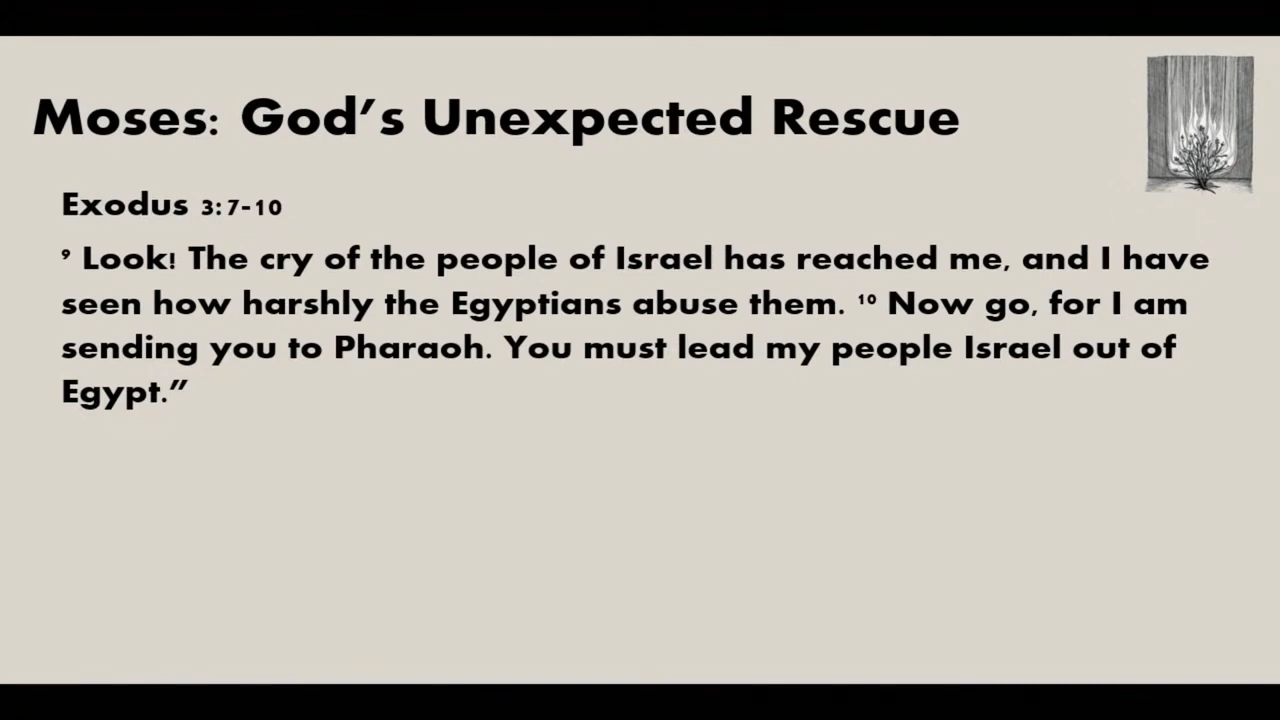 Moses: God's Unexpected Rescue
Exodus 3:7-10
⁹ Look! The cry of the people of Israel has reached me, and I have
seen how harshly the Egyptians abuse them. ¹⁰ Now go, for I am
sending you to Pharaoh. You must lead my people Israel out of
Egypt.”